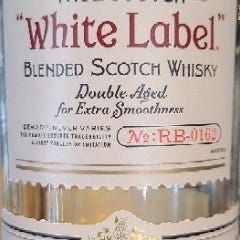 "White Label"
BLENDED SCOTCH WHISKY
Double Aged
for Extra Smoothness
DEWAR NEVER VARIES
No: RB-0162